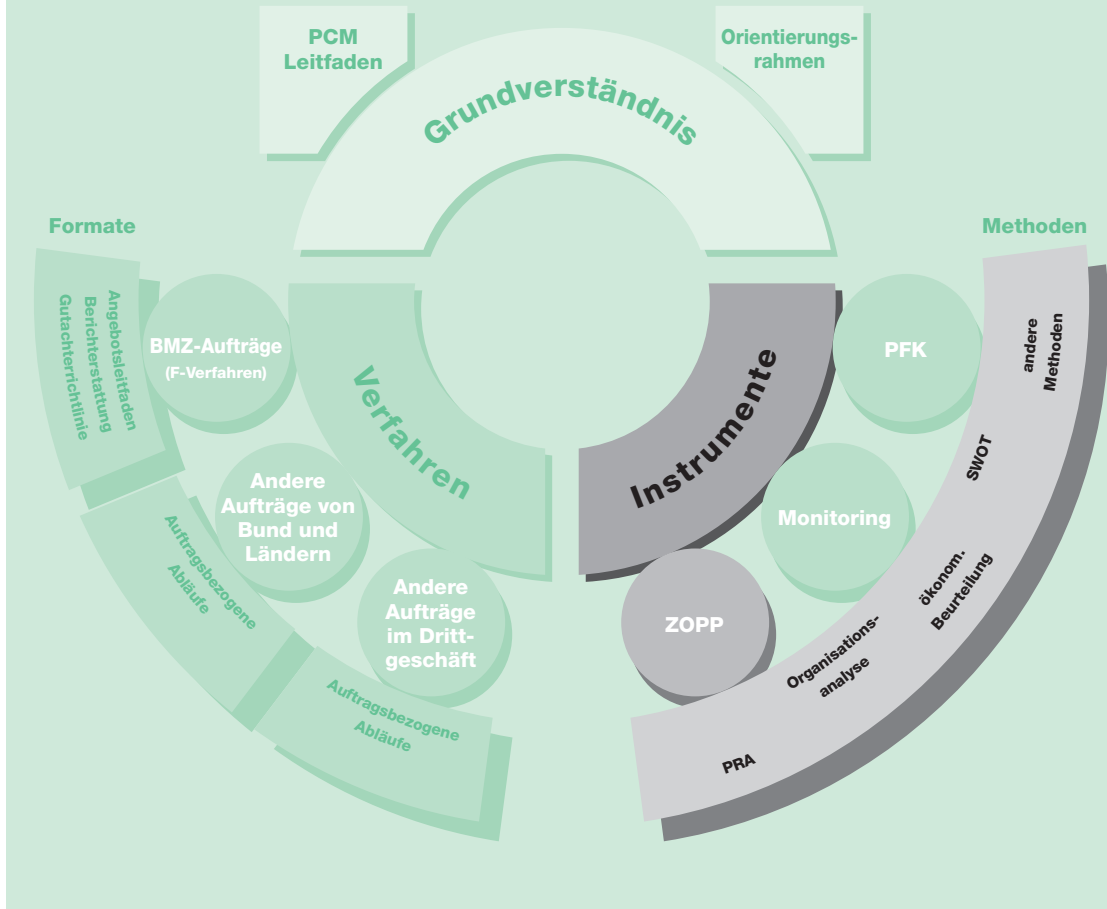 PCM
Leitfaden
Orientierungs-
rahmen
Grundverständnis
Formate
Methoden
Angebotsleitfaden
Berichterstattung
Gutachterrichtlinie
BMZ-Aufträge
(F-Verfahren)
Verfahren
Instrumente
PFK
andere
Methoden
Andere
Aufträge von
Bund und
Ländern
Auftragsbezogene
Abläufe
Monitoring
SWOT
ökonom.
Beurteilung
Andere
Aufträge
im Dritt-
geschäft
Auftragsbezogene
Abläufe
ZOPP
Organisations-
analyse
PRA